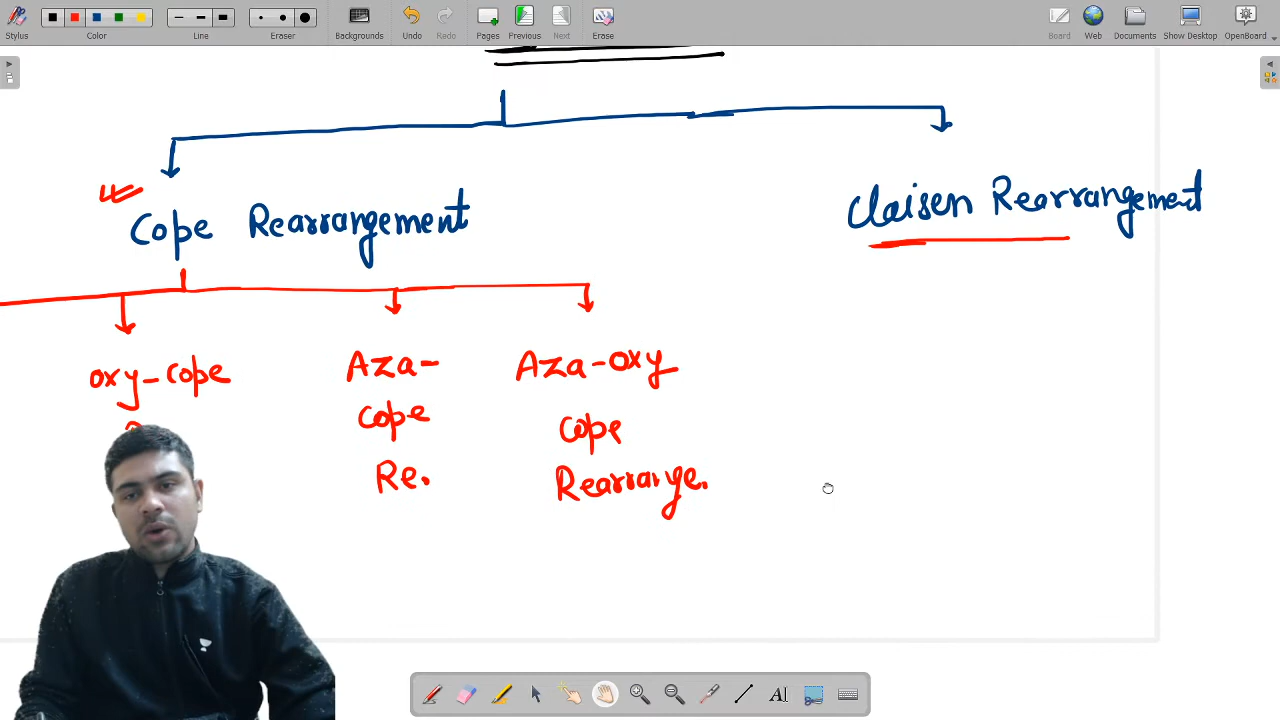 Stylus
Color
Line
Eraser
Backgrounds
Undo
Redo
Pages
Previous
Next
Erase
Board
Web
Documents
Show Desktop
OpenBoard
Cope Rearrangement
Claisen Rearrangement
Oxy-Cope
Aza-
Cope
Re.
Aza-Oxy
Cope
Rearrange.
AI